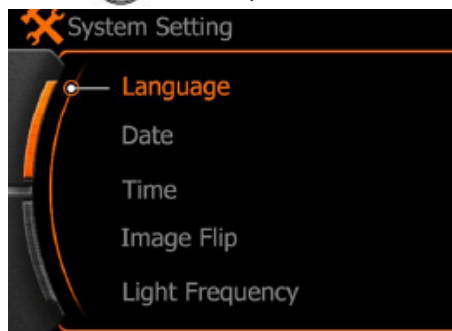 System Setting
Language
Date
Time
Image Flip
Light Frequency